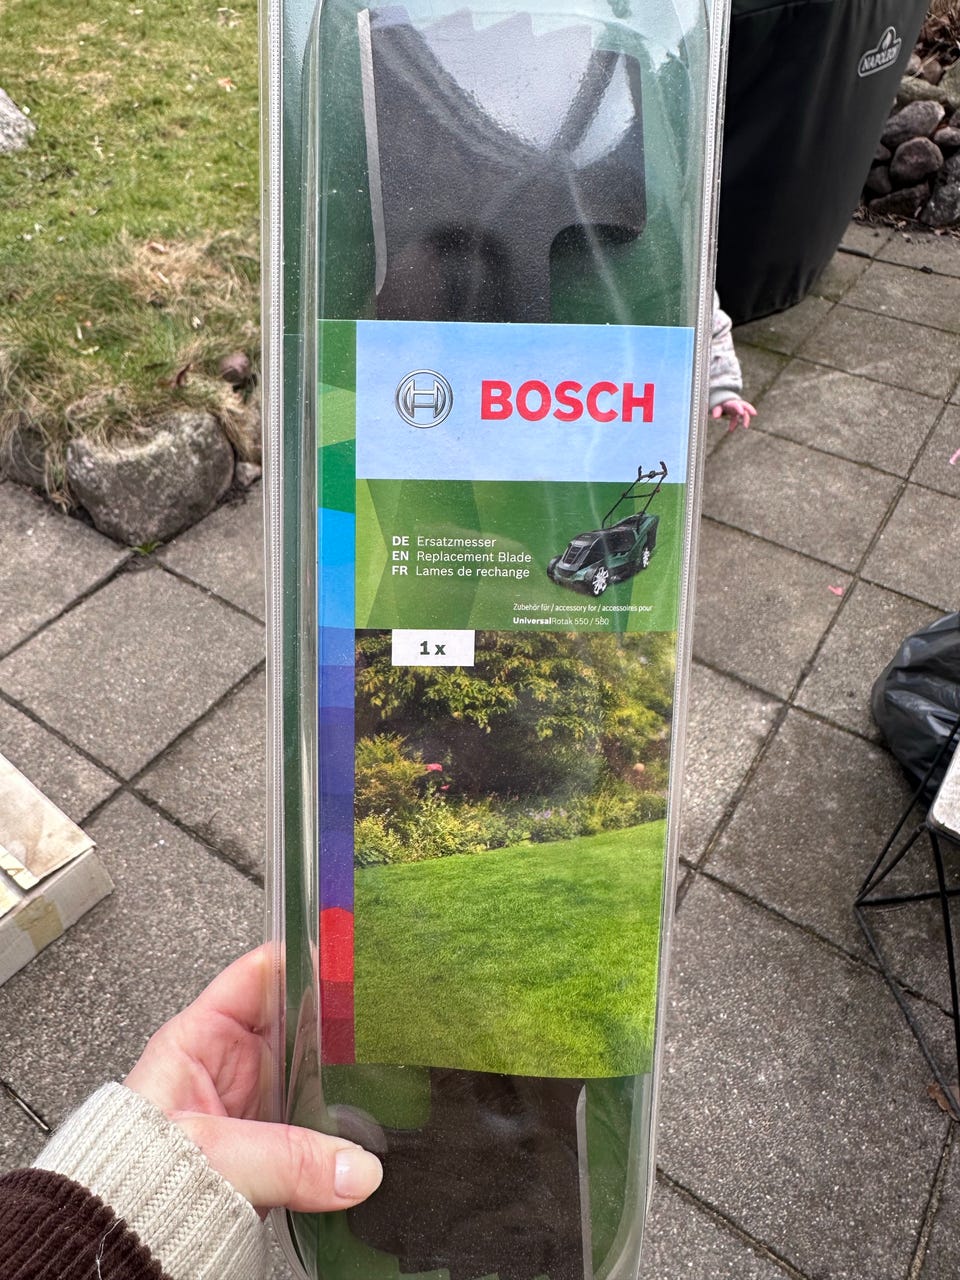 NAPOLEON
BOSCH
DE Ersatzmesser
EN Replacement Blade
FR Lames de rechange
Zubehör für / accessory for / accessoires pour
UniversalRotak 550 / 580
1 x